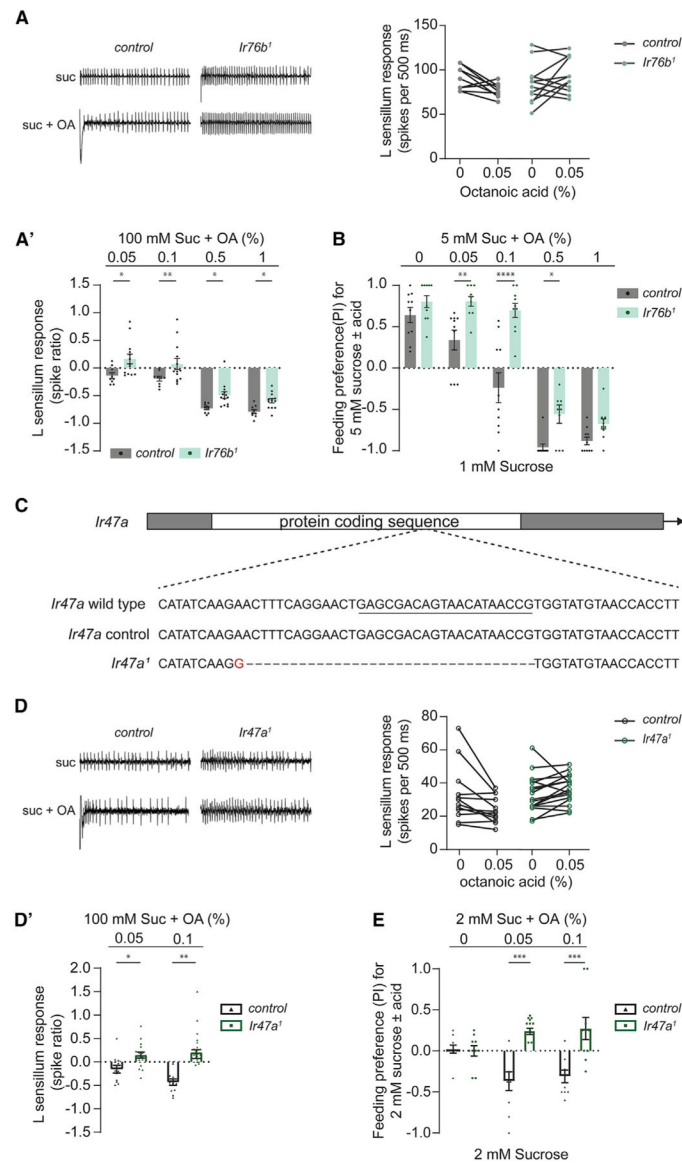 A
control
Ir76b¹
suc
suc + OA
L sensillum response
(spikes per 500 ms)
150
100
50
0
0
0.05
0
0.05
Octanoic acid (%)
control
Ir76b¹
A'
100 mM Suc + OA (%)
0.05
0.1
0.5
1
*
**
*
*
L sensillum response
(spike ratio)
1.5
1.0
0.5
0.0
-0.5
-1.0
-1.5
control
Ir76b¹
B
5 mM Suc + OA (%)
0
0.05
0.1
0.5
1
**
****
*
Feeding preference(PI) for
5 mM sucrose ± acid
1.0
0.5
0.0
-0.5
-1.0
1 mM Sucrose
control
Ir76b¹
C
Ir47a
protein coding sequence
Ir47a wild type
CATATCAAGAACTTTCAGGAACTGAGCGACAGTAACATAACCGTGGTATGTAACCACCTT
Ir47a control
CATATCAAGAACTTTCAGGAACTGAGCGACAGTAACATAACCGTGGTATGTAACCACCTT
Ir47a¹
CATATCAAGG---------------------------------TGGTATGTAACCACCTT
D
control
Ir47a¹
suc
suc + OA
L sensillum response
(spikes per 500 ms)
80
60
40
20
0
0
0.05
0
0.05
octanoic acid (%)
control
Ir47a¹
D'
100 mM Suc + OA (%)
0.05
0.1
*
**
L sensillum response
(spike ratio)
2.0
1.5
1.0
0.5
0.0
-0.5
-1.0
-1.5
control
Ir47a¹
E
2 mM Suc + OA (%)
0
0.05
0.1
***
***
Feeding preference (PI) for
2 mM sucrose ± acid
1.0
0.5
0.0
-0.5
-1.0
2 mM Sucrose
control
Ir47a¹